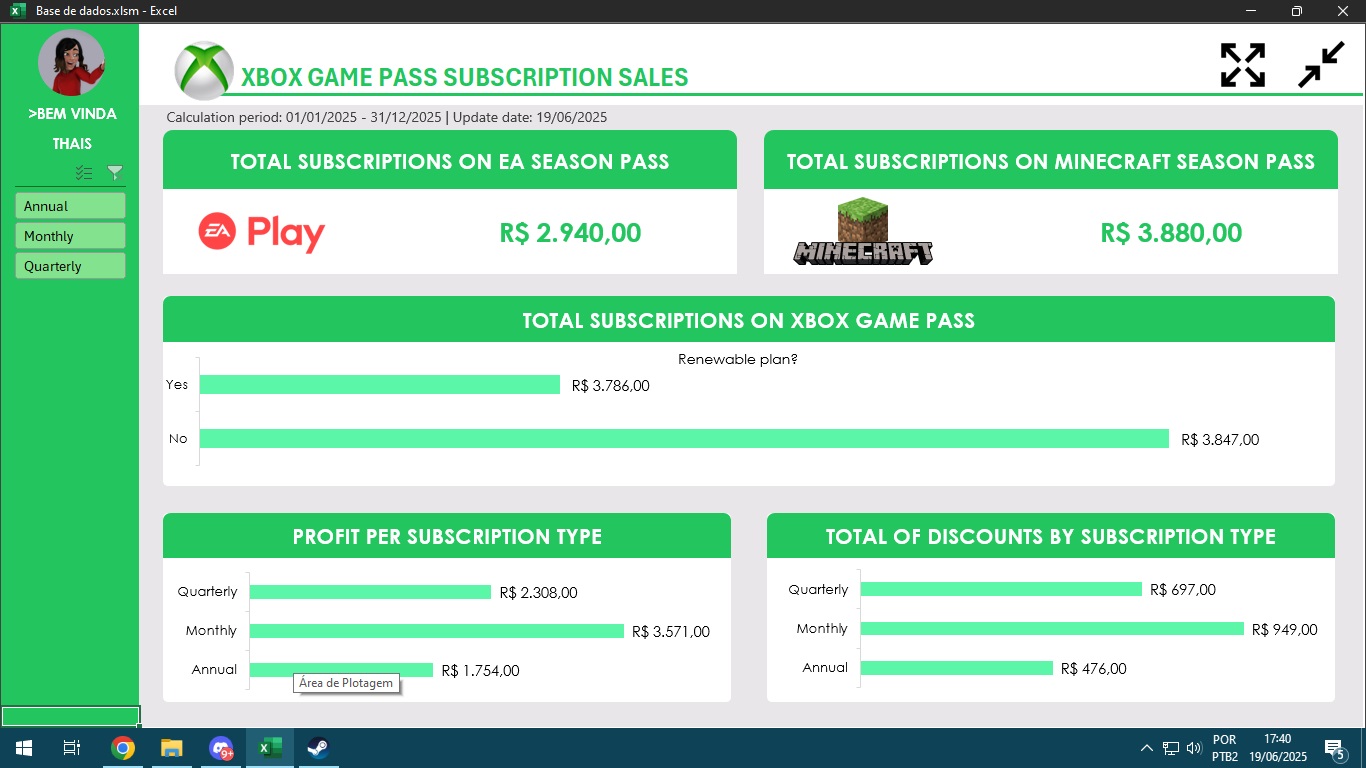 Base de dados.xlsm - Excel
>BEM VINDA
THAIS
Annual
Monthly
Quarterly
XBOX GAME PASS SUBSCRIPTION SALES
Calculation period: 01/01/2025 - 31/12/2025 | Update date: 19/06/2025
TOTAL SUBSCRIPTIONS ON EA SEASON PASS
EA Play
R$ 2.940,00
TOTAL SUBSCRIPTIONS ON MINECRAFT SEASON PASS
MINECRAFT
R$ 3.880,00
TOTAL SUBSCRIPTIONS ON XBOX GAME PASS
Renewable plan?
Yes
R$ 3.786,00
No
R$ 3.847,00
PROFIT PER SUBSCRIPTION TYPE
Quarterly
R$ 2.308,00
Monthly
R$ 3.571,00
Annual
R$ 1.754,00
Área de Plotagem
TOTAL OF DISCOUNTS BY SUBSCRIPTION TYPE
Quarterly
R$ 697,00
Monthly
R$ 949,00
Annual
R$ 476,00
9+
POR
PTB2
17:40
19/06/2025
5